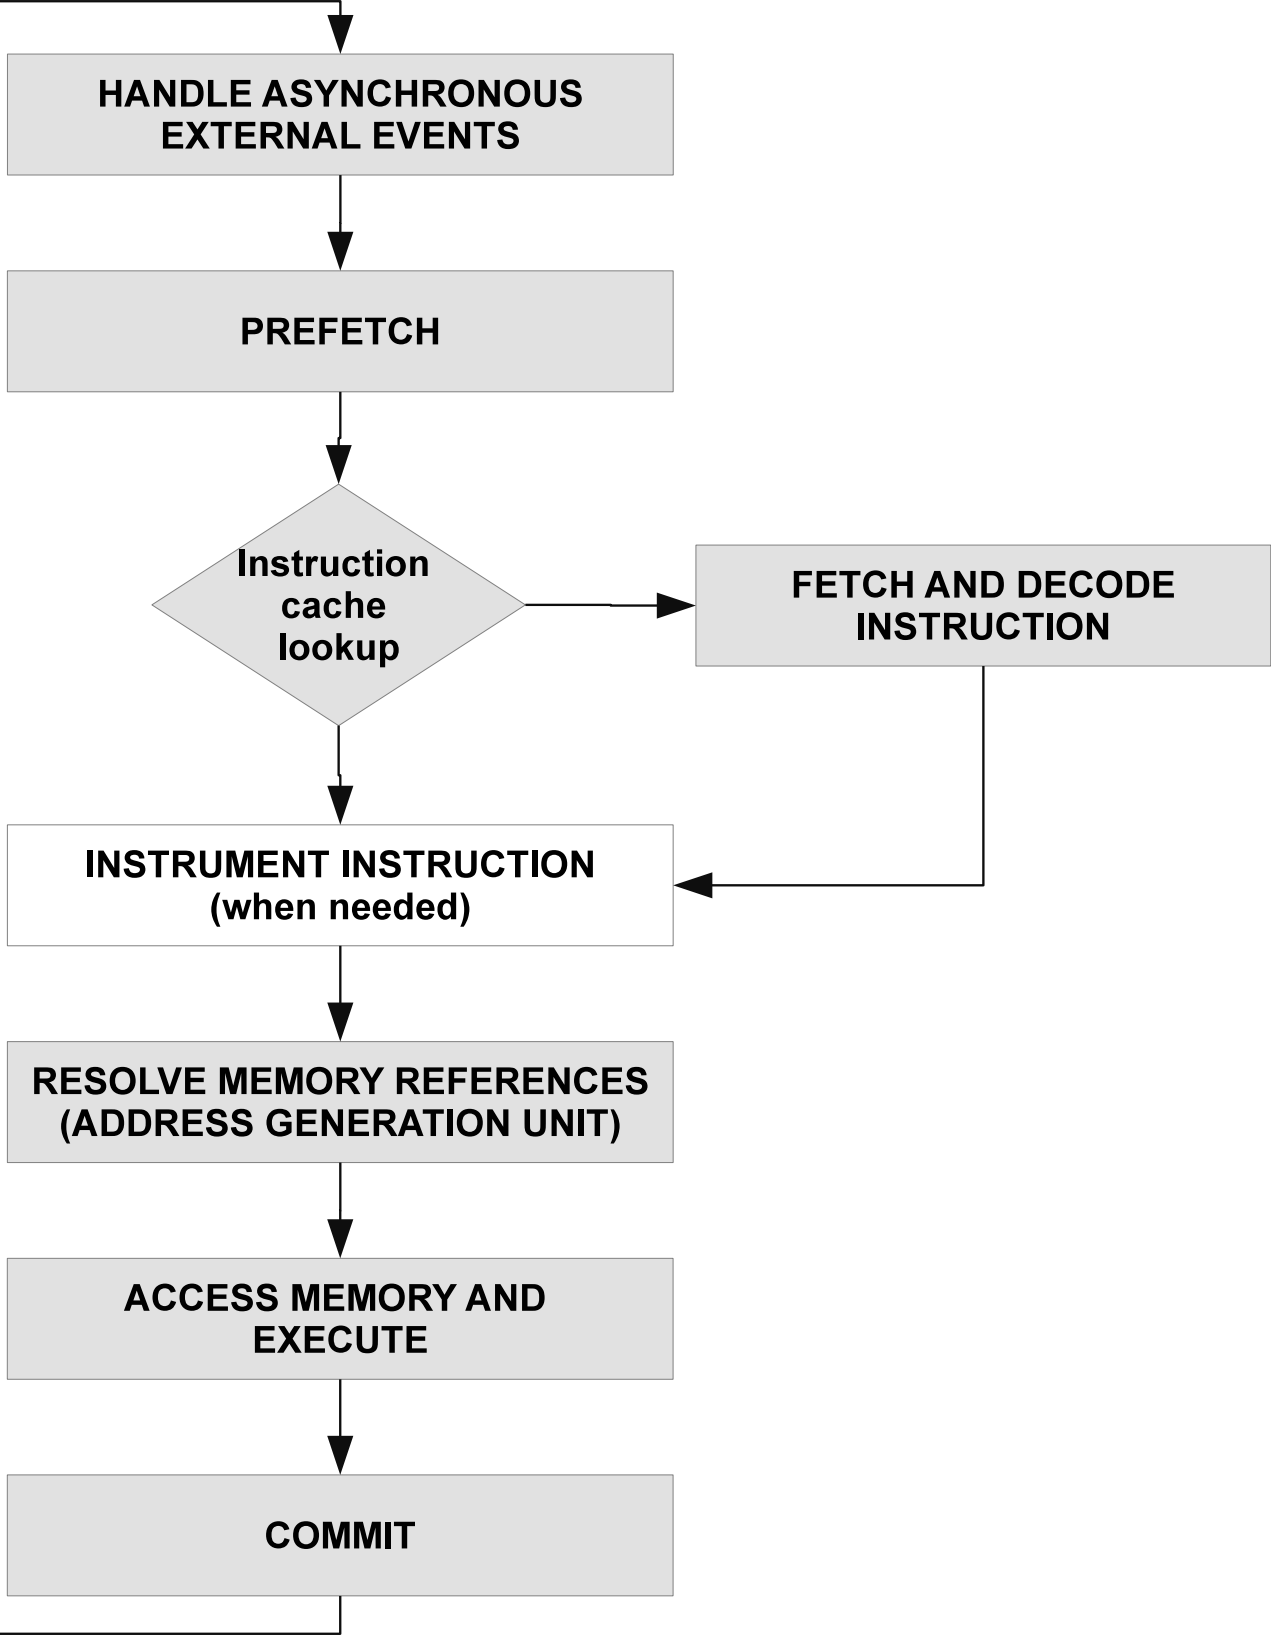 HANDLE ASYNCHRONOUS
EXTERNAL EVENTS
PREFETCH
Instruction
cache
lookup
FETCH AND DECODE
INSTRUCTION
INSTRUMENT INSTRUCTION
(when needed)
RESOLVE MEMORY REFERENCES
(ADDRESS GENERATION UNIT)
ACCESS MEMORY AND
EXECUTE
COMMIT